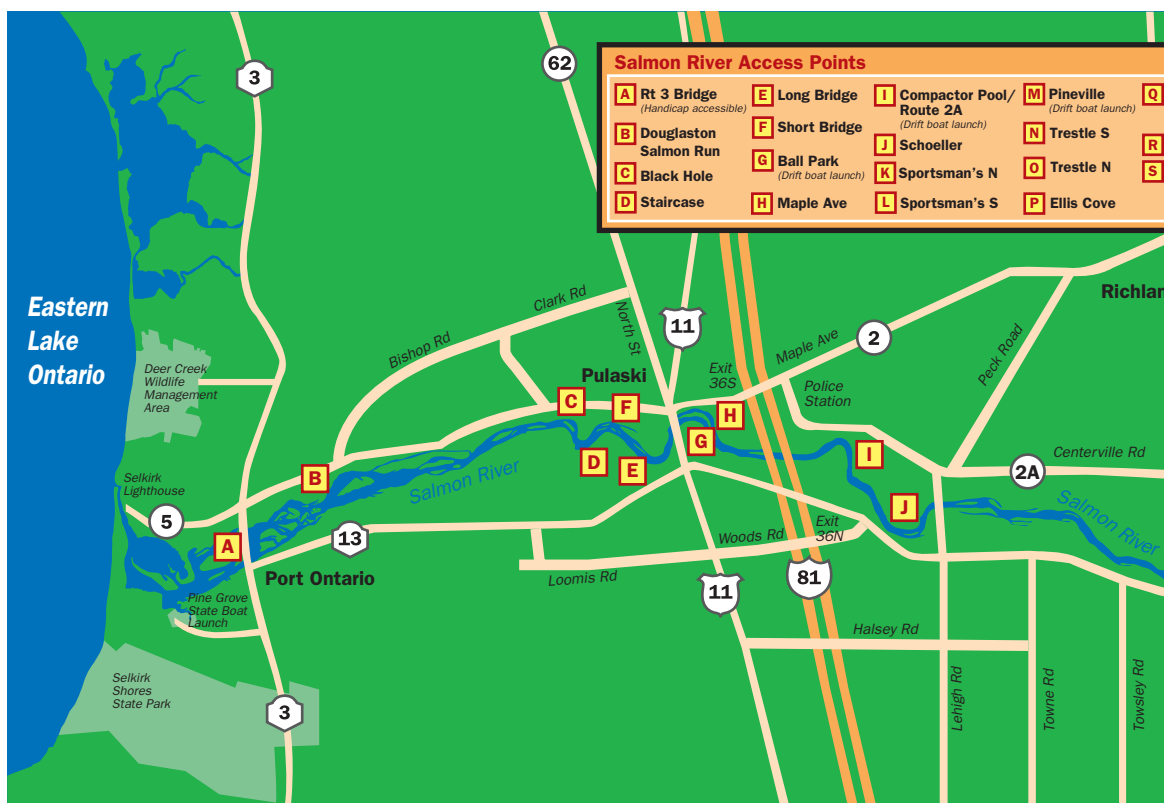 Salmon River Access Points
A Rt 3 Bridge
(Handicap accessible)
B Douglaston
Salmon Run
C Black Hole
D Staircase
E Long Bridge
F Short Bridge
G Ball Park
(Drift boat launch)
H Maple Ave
I Compactor Pool/
Route 2A
(Drift boat launch)
J Schoeller
K Sportsman's N
L Sportsman's S
M Pineville
(Drift boat launch)
N Trestle S
O Trestle N
P Ellis Cove
Q
R
S
3
62
Eastern
Lake
Ontario
Deer Creek
Wildlife
Management
Area
Bishop Rd
Clark Rd
North St
11
Exit
36S
Maple Ave
2
Peck Road
Richlan
Pulaski
Police
Station
C
F
H
G
D
E
I
J
B
A
Selkirk
Lighthouse
5
Salmon River
13
Port Ontario
Pine Grove
State Boat
Launch
Loomis Rd
Woods Rd
Exit
36N
11
81
Centerville Rd
2A
Salmon River
Halsey Rd
Lehigh Rd
Towne Rd
Towsley Rd
Selkirk
Shores
State Park
3